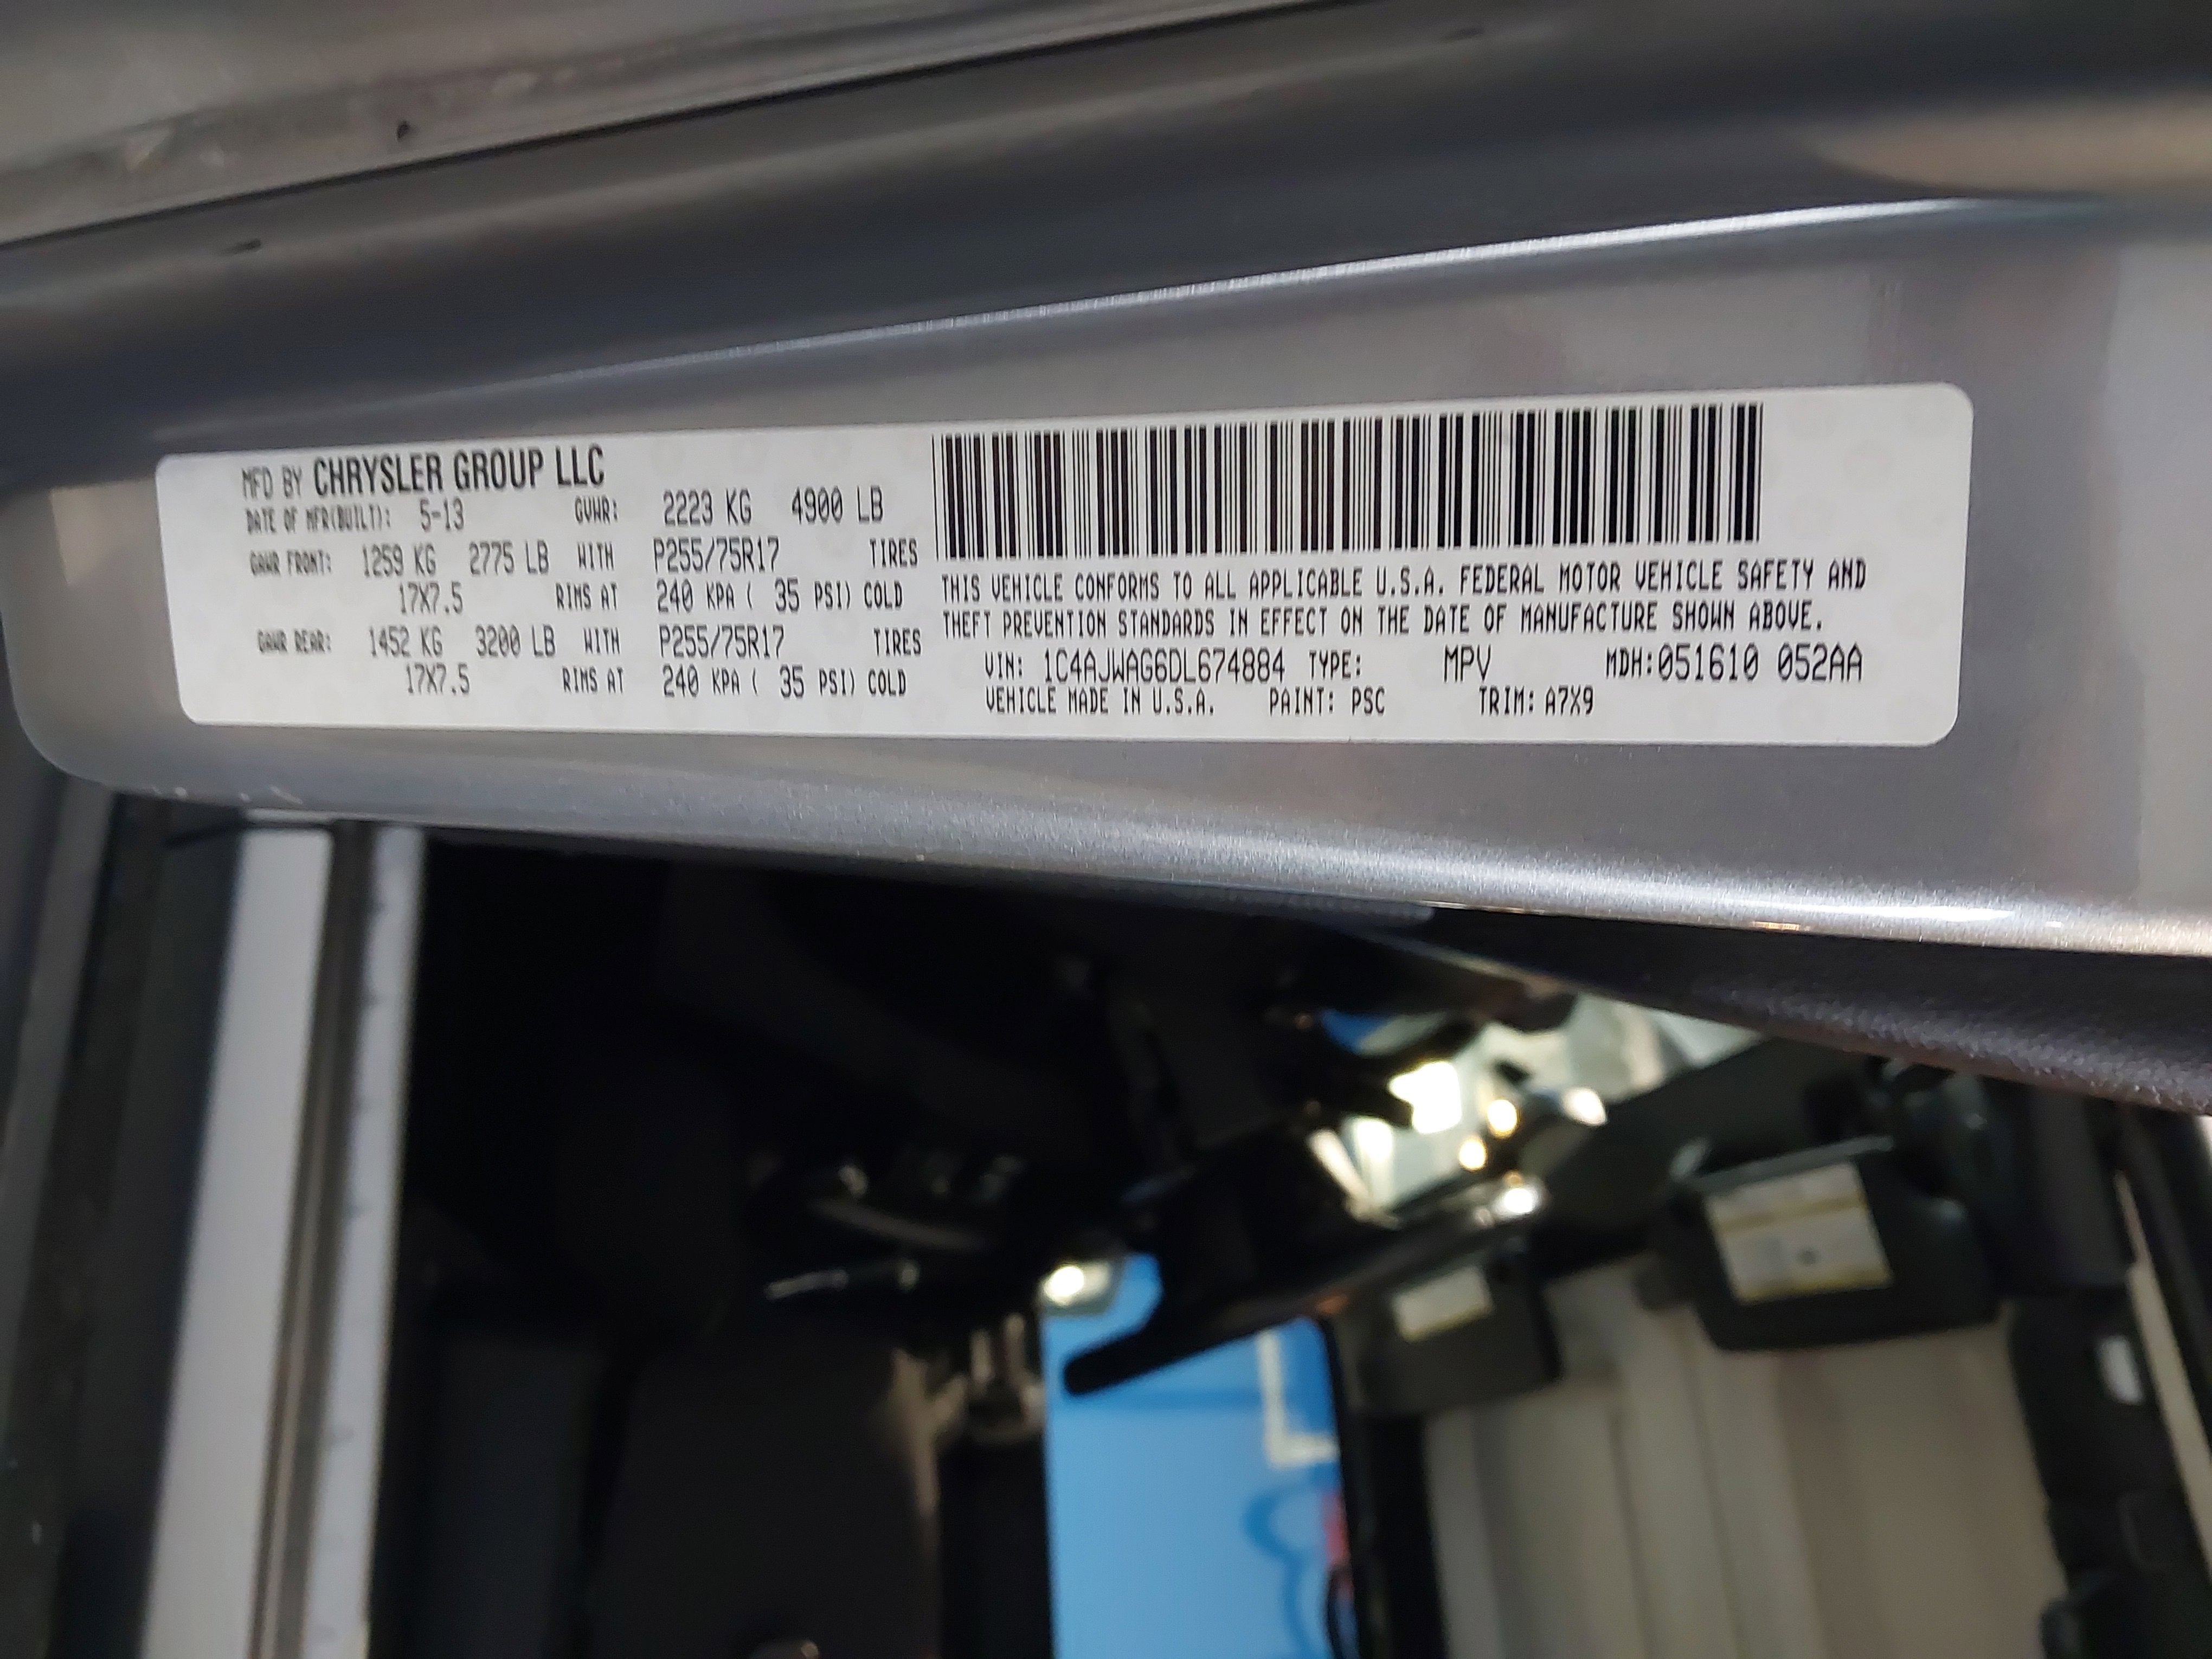 MFD BY CHRYSLER GROUP LLC
DATE OF MFR(BUILT): 5-13 GVWR: 2223 KG 4900 LB
GAWR FRONT: 1259 KG 2775 LB WITH P255/75R17 TIRES
17X7.5 RIMS AT 240 KPA ( 35 PSI) COLD
GAWR REAR: 1452 KG 3200 LB WITH P255/75R17 TIRES
17X7.5 RIMS AT 240 KPA ( 35 PSI) COLD
THIS VEHICLE CONFORMS TO ALL APPLICABLE U.S.A. FEDERAL MOTOR VEHICLE SAFETY AND
THEFT PREVENTION STANDARDS IN EFFECT ON THE DATE OF MANUFACTURE SHOWN ABOVE.
VIN: 1C4AJWAG6DL674884 TYPE: MPV MDH:051610 052AA
VEHICLE MADE IN U.S.A. PAINT: PSC TRIM: A7X9